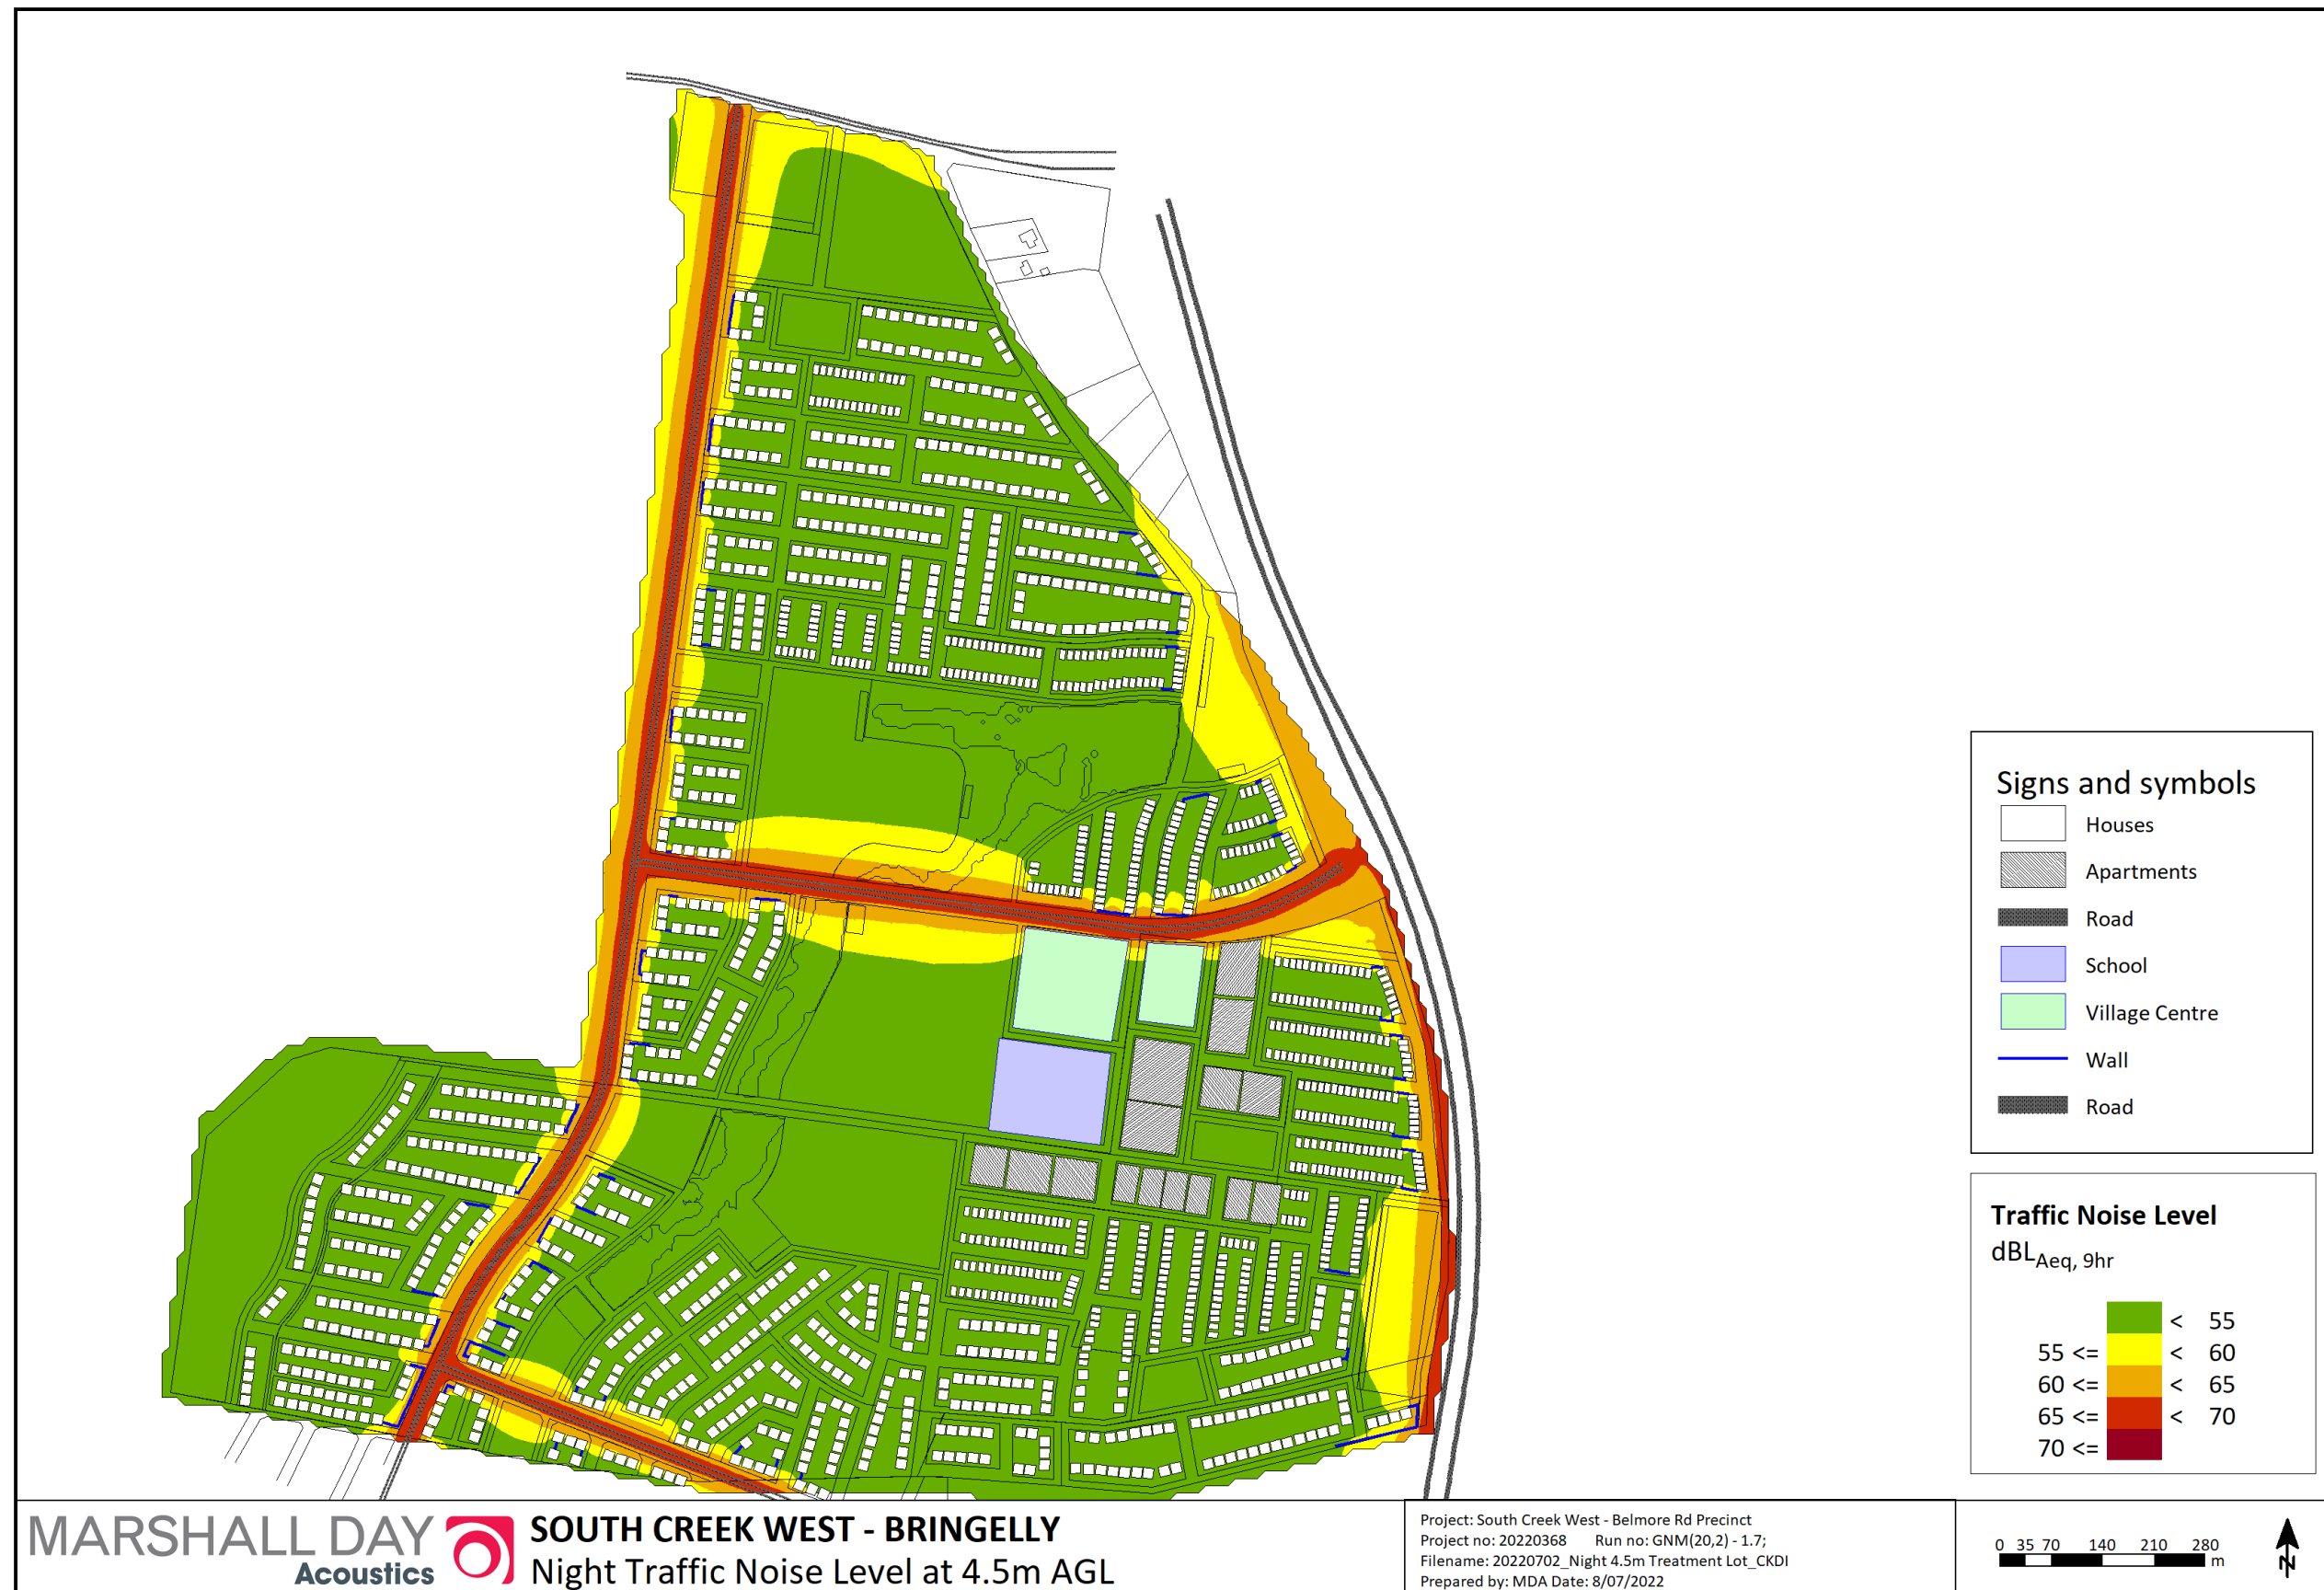 Signs and symbols
Houses
Apartments
Road
School
Village Centre
Wall
Road
Traffic Noise Level
dBLAeq, 9hr
< 55
55 <= < 60
60 <= < 65
65 <= < 70
70 <=
MARSHALL DAY
Acoustics
SOUTH CREEK WEST - BRINGELLY
Night Traffic Noise Level at 4.5m AGL
Project: South Creek West - Belmore Rd Precinct
Project no: 20220368 Run no: GNM(20,2) - 1.7;
Filename: 20220702_Night 4.5m Treatment Lot_CKDI
Prepared by: MDA Date: 8/07/2022
0 35 70 140 210 280
m
N